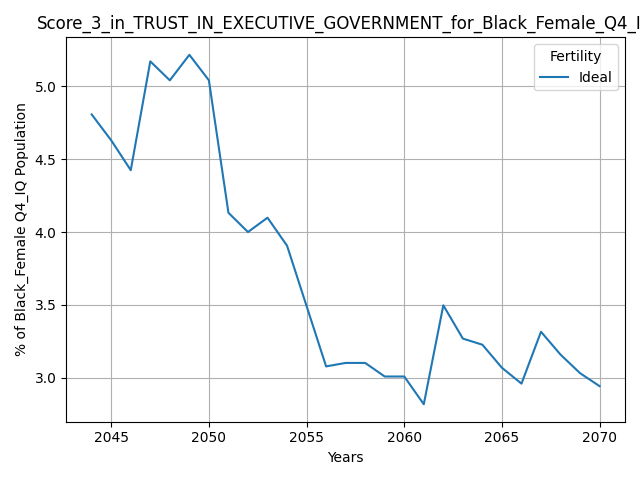 Score_3_in_TRUST_IN_EXECUTIVE_GOVERNMENT_for_Black_Female_Q4_I
Fertility
Ideal
5.0
4.5
4.0
3.5
3.0
% of Black_Female Q4_IQ Population
2045 2050 2055 2060 2065 2070
Years